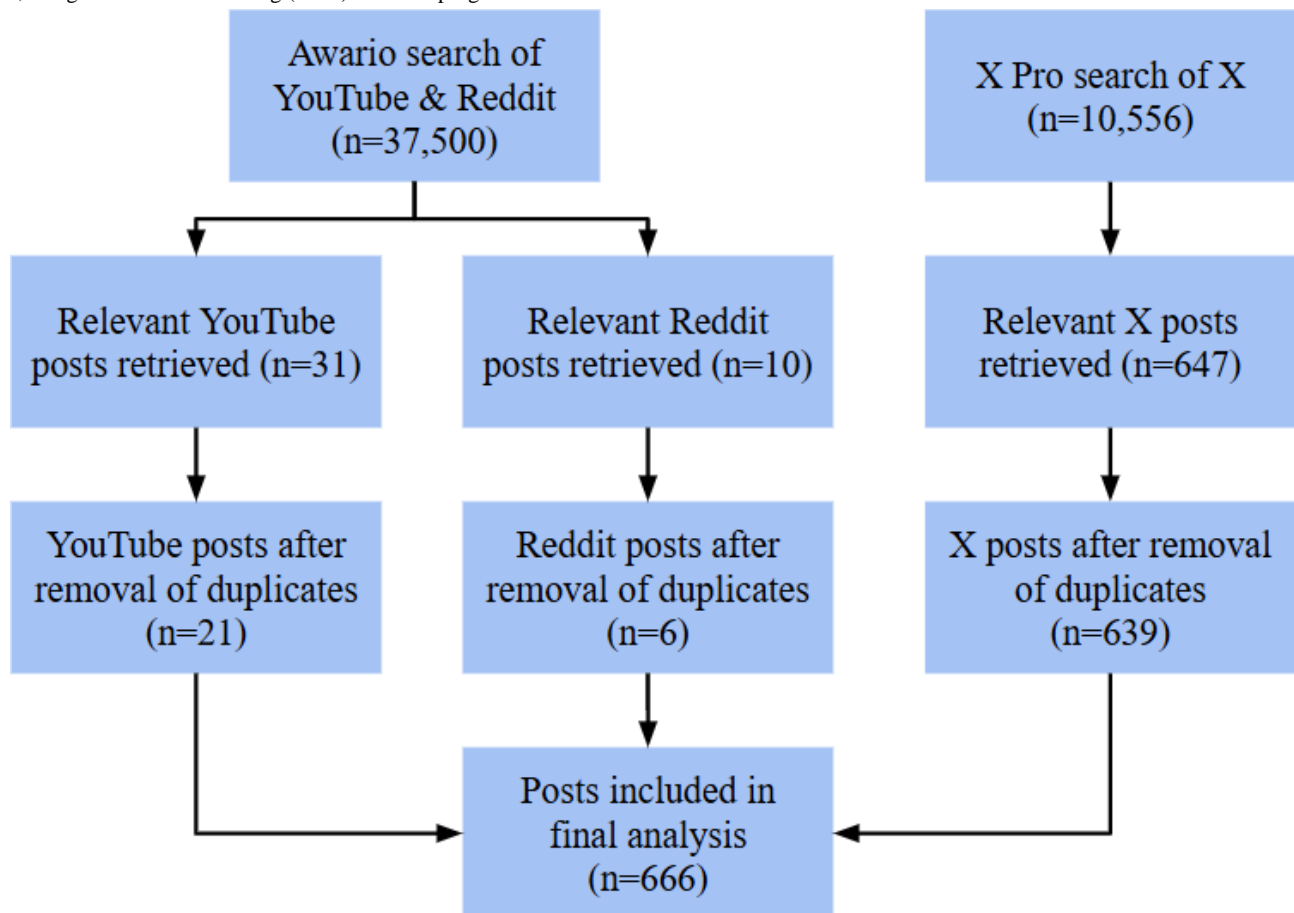 Awario search of
YouTube & Reddit
(n=37,500)
X Pro search of X
(n=10,556)
Relevant YouTube
posts retrieved (n=31)
Relevant Reddit
posts retrieved (n=10)
Relevant X posts
retrieved (n=647)
YouTube posts after
removal of duplicates
(n=21)
Reddit posts after
removal of duplicates
(n=6)
X posts after removal
of duplicates
(n=639)
Posts included in
final analysis
(n=666)